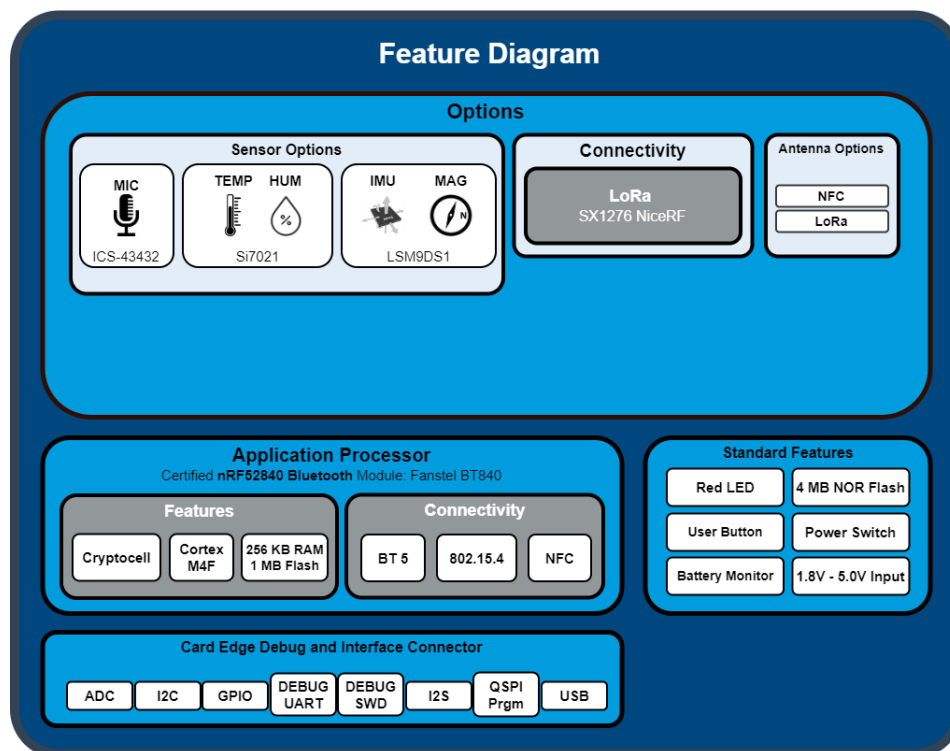 Feature Diagram
Options
Sensor Options
MIC
ICS-43432
TEMP HUM
%
Si7021
IMU MAG
N
LSM9DS1
Connectivity
LoRa
SX1276 NiceRF
Antenna Options
NFC
LoRa
Application Processor
Certified nRF52840 Bluetooth Module: Fanstel BT840
Features
Cryptocell
Cortex
M4F
256 KB RAM
1 MB Flash
Connectivity
BT 5
802.15.4
NFC
Standard Features
Red LED
4 MB NOR Flash
User Button
Power Switch
Battery Monitor
1.8V - 5.0V Input
Card Edge Debug and Interface Connector
ADC
I2C
GPIO
DEBUG
UART
DEBUG
SWD
I2S
QSPI
Prgm
USB